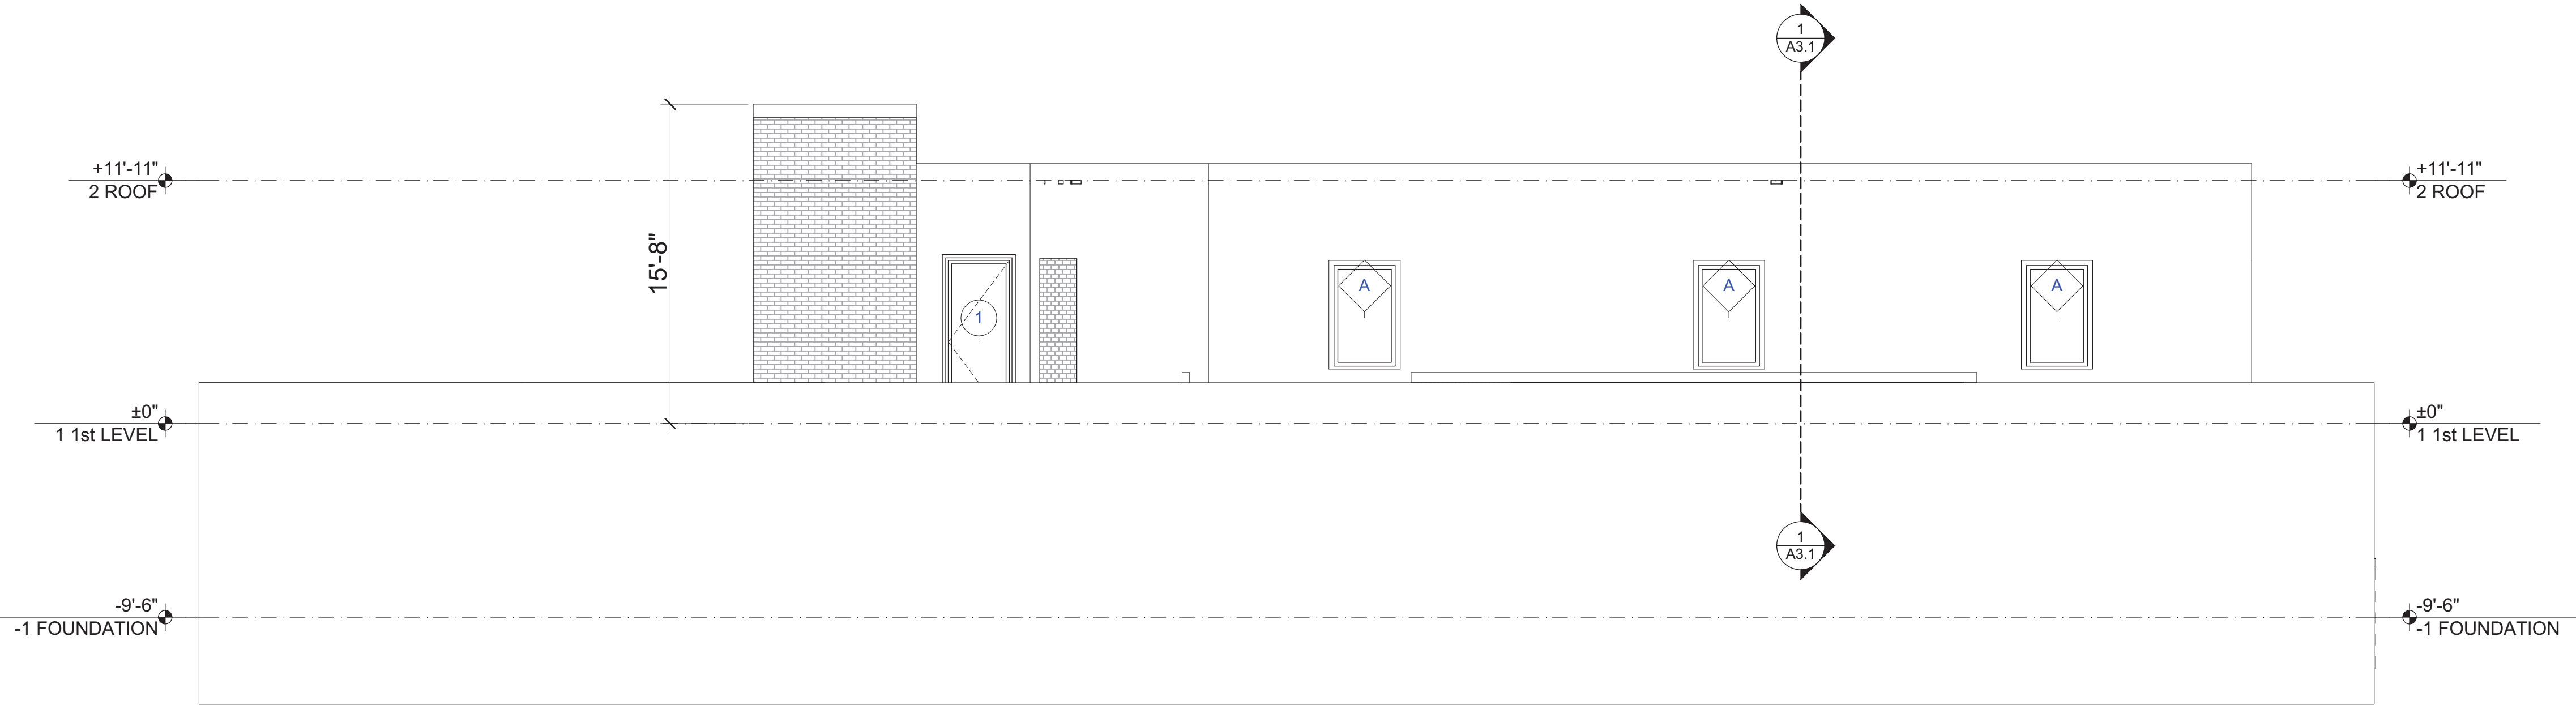 1
A3.1
+11'-11"
2 ROOF
+11'-11"
2 ROOF
15'-8"
1
A
A
A
±0"
1 1st LEVEL
±0"
1 1st LEVEL
1
A3.1
-9'-6"
-1 FOUNDATION
-9'-6"
-1 FOUNDATION